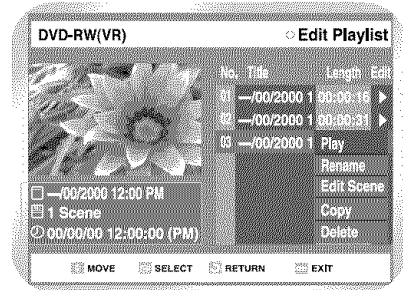 DVD-RW(VR)
Edit Playlist
No. Title Length Edit
01 —/00/2000 1 00:00:16
02 —/00/2000 1 00:00:31
03 —/00/2000 1 Play
Rename
Edit Scene
Copy
Delete
—/00/2000 12:00 PM
1 Scene
00/00/00 12:00:00 (PM)
MOVE SELECT RETURN EXIT